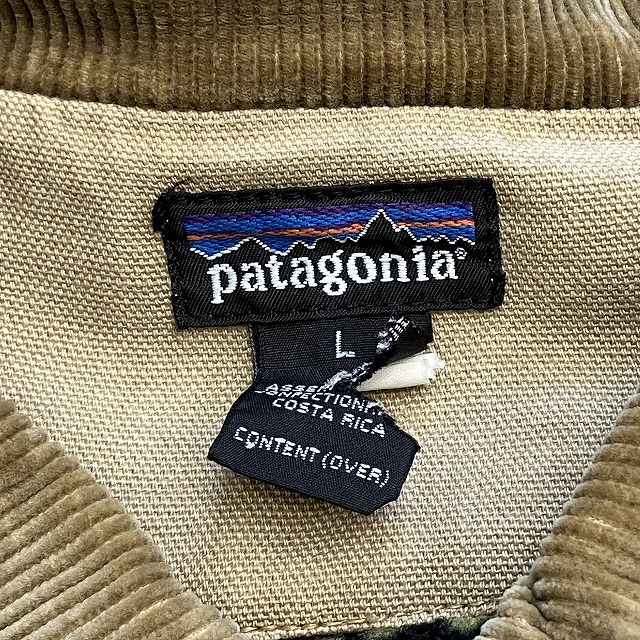 patagonia®
L
COSTA RICA
CONTENT (OVER)